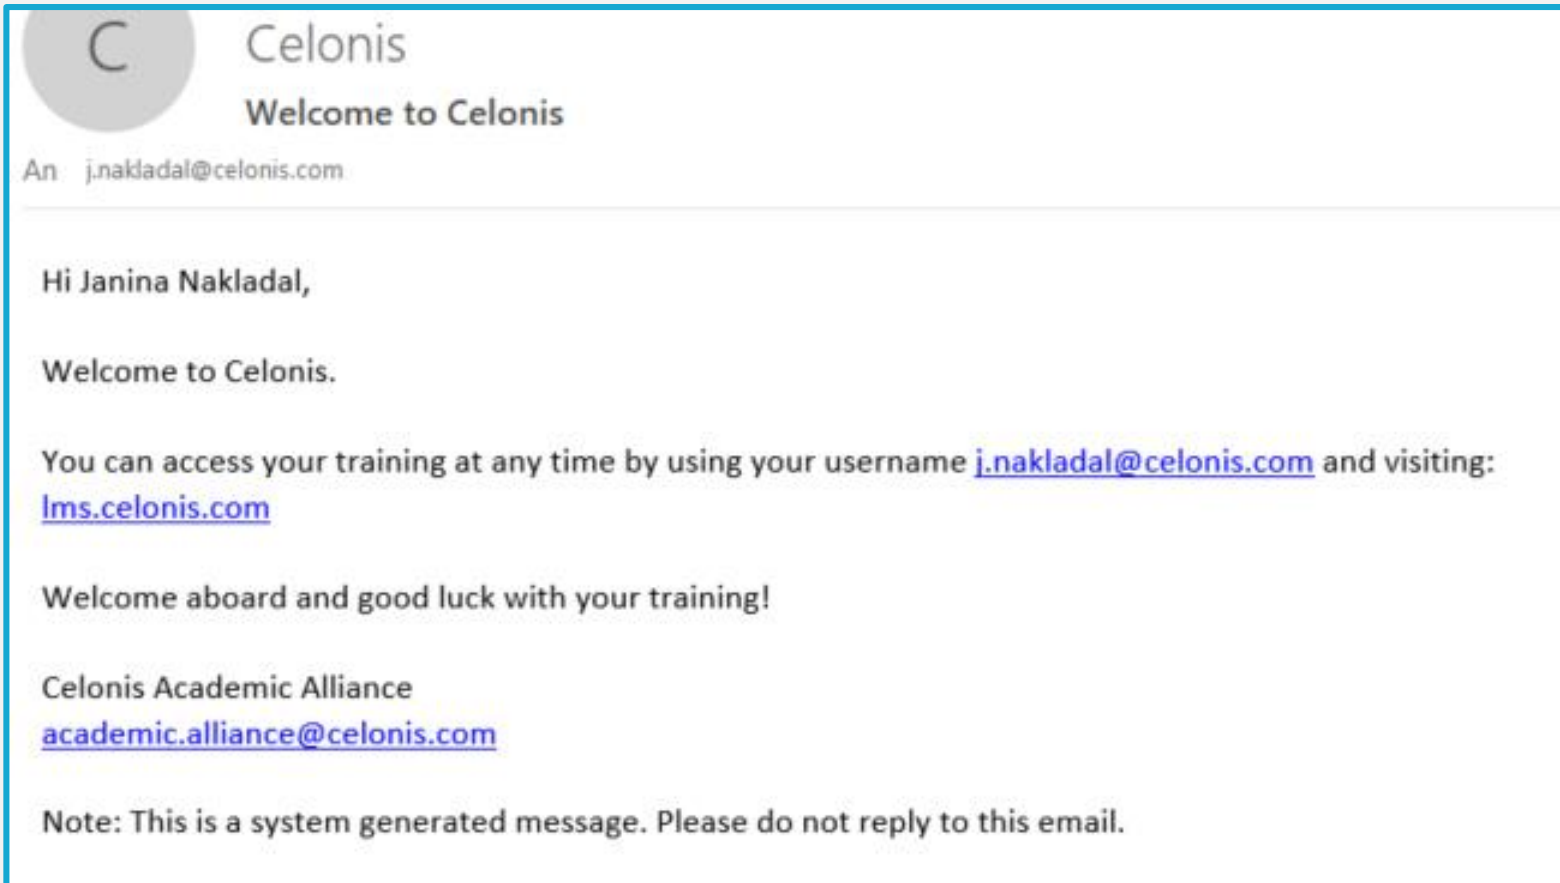 C
Celonis
Welcome to Celonis
An j.nakladal@celonis.com
Hi Janina Nakladal,
Welcome to Celonis.
You can access your training at any time by using your username j.nakladal@celonis.com and visiting:
lms.celonis.com
Welcome aboard and good luck with your training!
Celonis Academic Alliance
academic.alliance@celonis.com
Note: This is a system generated message. Please do not reply to this email.